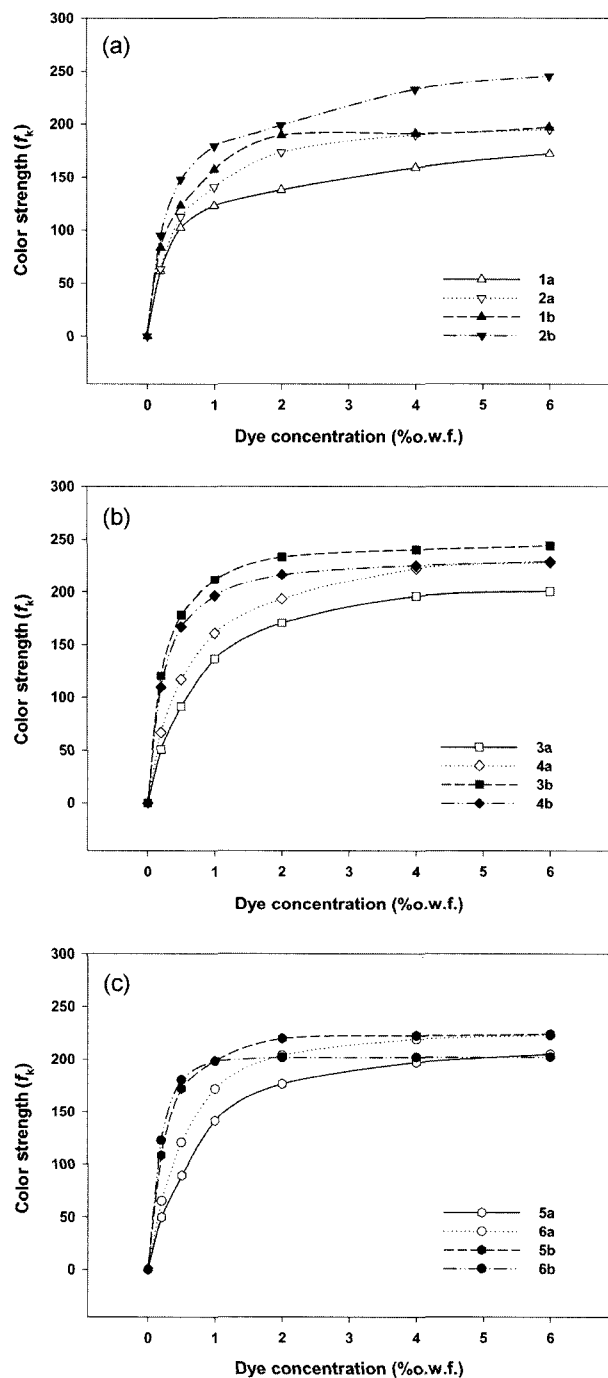 (a)
300
250
200
150
100
50
0
Color strength (fk)
1a
2a
1b
2b
0 1 2 3 4 5 6
Dye concentration (%o.w.f.)
(b)
300
250
200
150
100
50
0
Color strength (fk)
3a
4a
3b
4b
0 1 2 3 4 5 6
Dye concentration (%o.w.f.)
(c)
300
250
200
150
100
50
0
Color strength (fk)
5a
6a
5b
6b
0 1 2 3 4 5 6
Dye concentration (%o.w.f.)